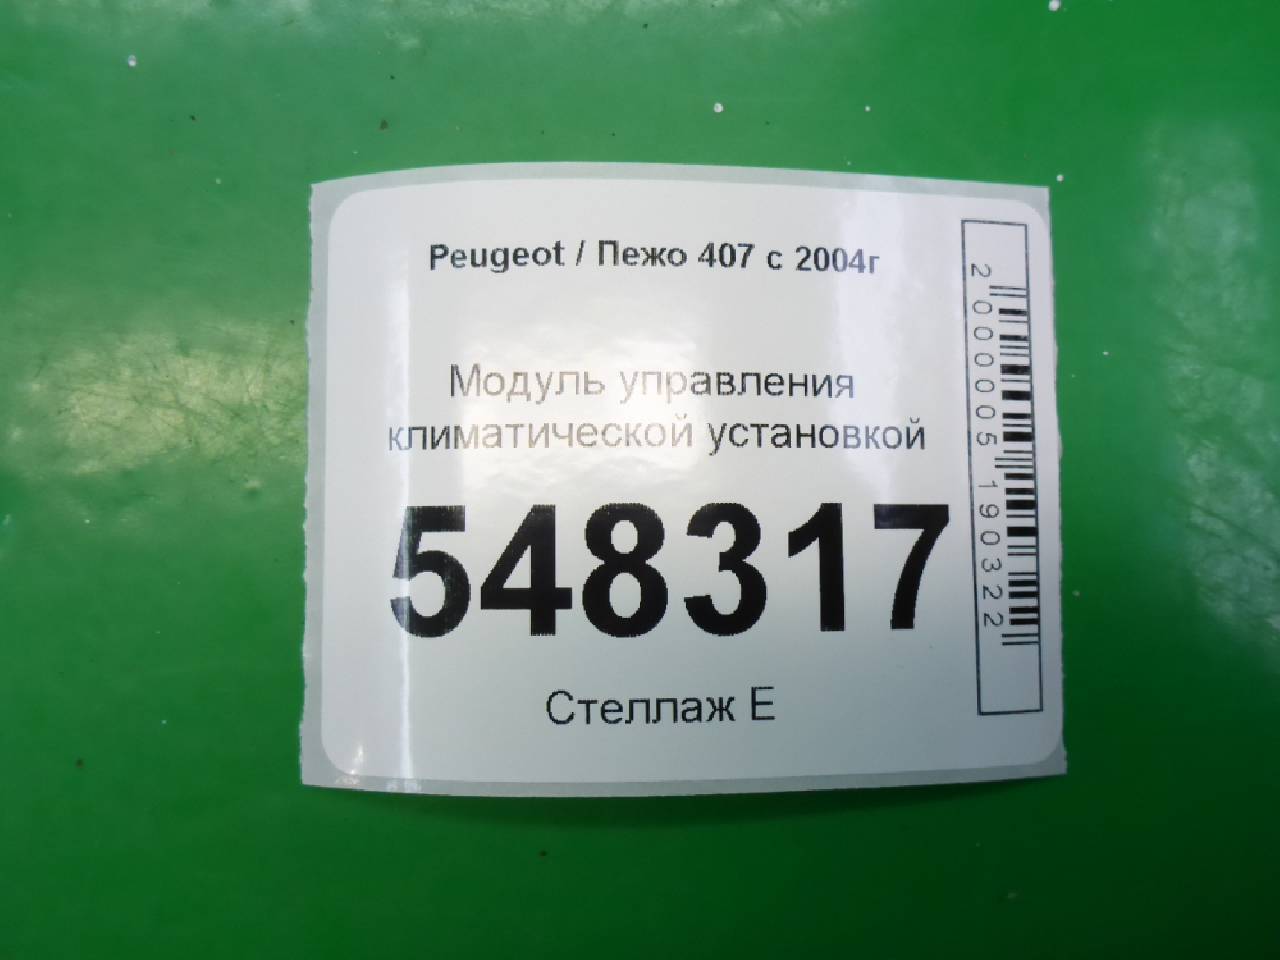 Peugeot / Пежо 407 с 2004г
Модуль управления
климатической установкой
548317
Стеллаж Е
2000005190322